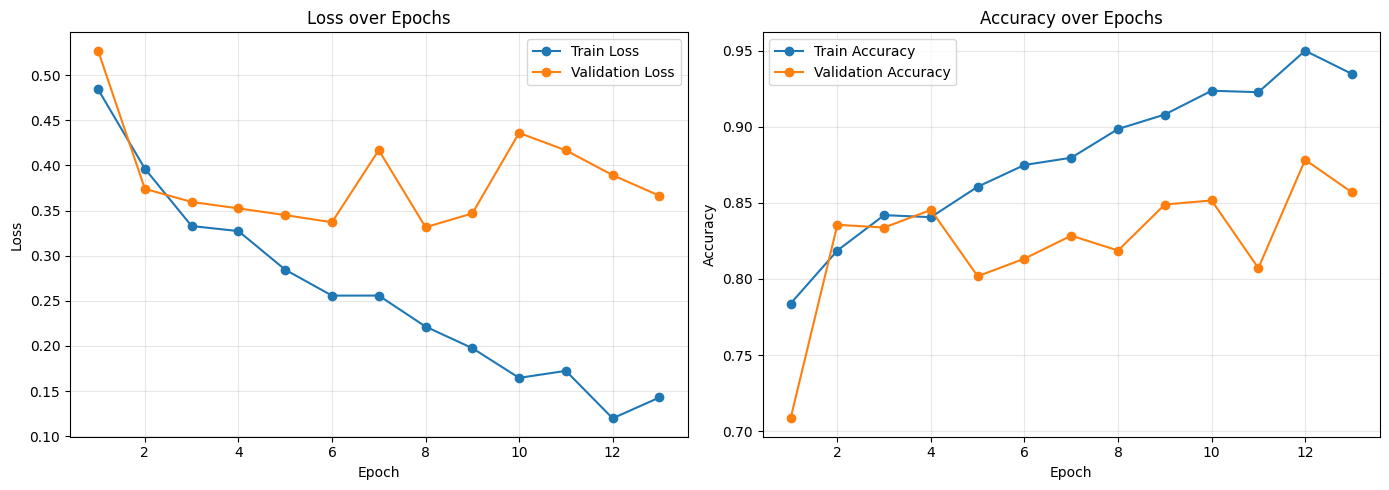 Loss over Epochs
Train Loss
Validation Loss
Loss
0.50
0.45
0.40
0.35
0.30
0.25
0.20
0.15
0.10
2 4 6 8 10 12
Epoch
Accuracy over Epochs
Train Accuracy
Validation Accuracy
Accuracy
0.95
0.90
0.85
0.80
0.75
0.70
2 4 6 8 10 12
Epoch